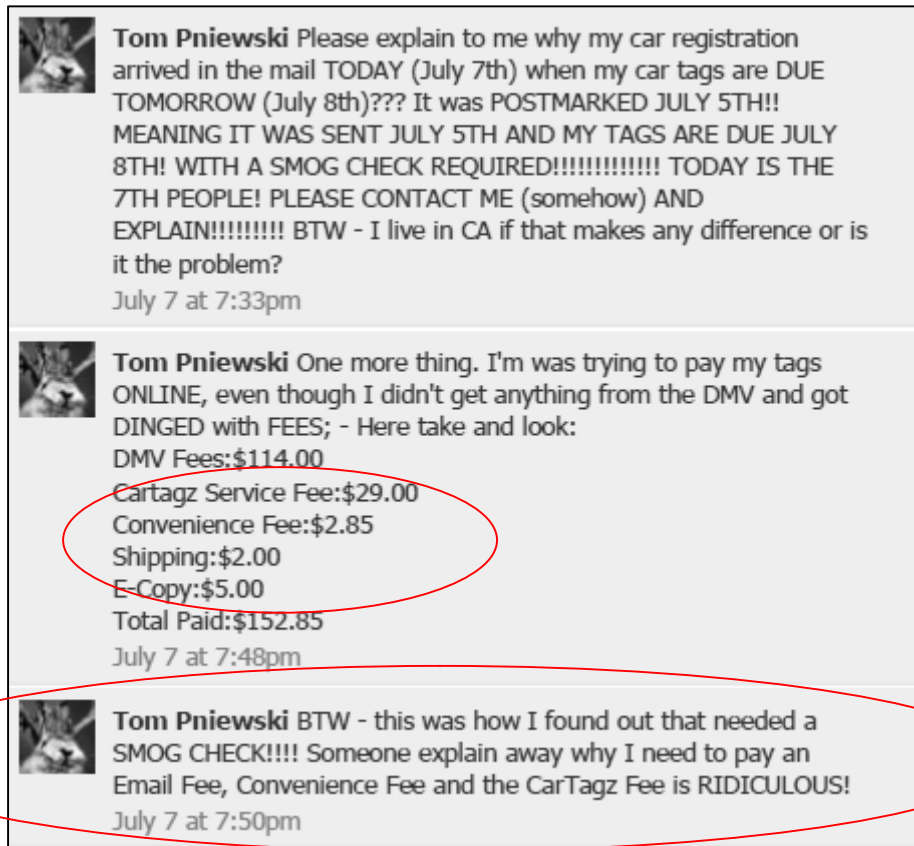 Tom Pniewski Please explain to me why my car registration
arrived in the mail TODAY (July 7th) when my car tags are DUE
TOMORROW (July 8th)??? It was POSTMARKED JULY 5TH!!
MEANING IT WAS SENT JULY 5TH AND MY TAGS ARE DUE JULY
8TH! WITH A SMOG CHECK REQUIRED!!!!!!!!!!!!! TODAY IS THE
7TH PEOPLE! PLEASE CONTACT ME (somehow) AND
EXPLAIN!!!!!!!!! BTW - I live in CA if that makes any difference or is
it the problem?
July 7 at 7:33pm
Tom Pniewski One more thing. I'm was trying to pay my tags
ONLINE, even though I didn't get anything from the DMV and got
DINGED with FEES; - Here take and look:
DMV Fees:$114.00
Cartagz Service Fee:$29.00
Convenience Fee:$2.85
Shipping:$2.00
E-Copy:$5.00
Total Paid:$152.85
July 7 at 7:48pm
Tom Pniewski BTW - this was how I found out that needed a
SMOG CHECK!!!! Someone explain away why I need to pay an
Email Fee, Convenience Fee and the CarTagz Fee is RIDICULOUS!
July 7 at 7:50pm